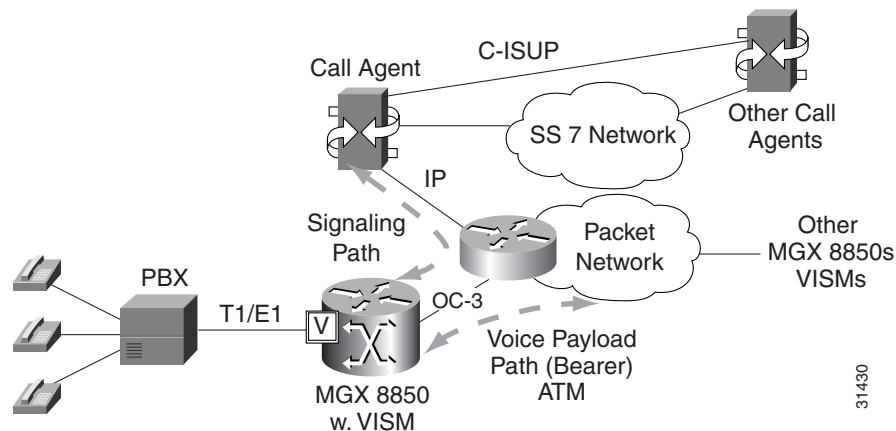 C-ISUP
Call Agent
SS 7 Network
Other Call
Agents
IP
Signaling
Path
Packet
Network
Other
MGX 8850s
VISMs
PBX
T1/E1
V
OC-3
Voice Payload
Path (Bearer)
ATM
MGX 8850
w. VISM
31430